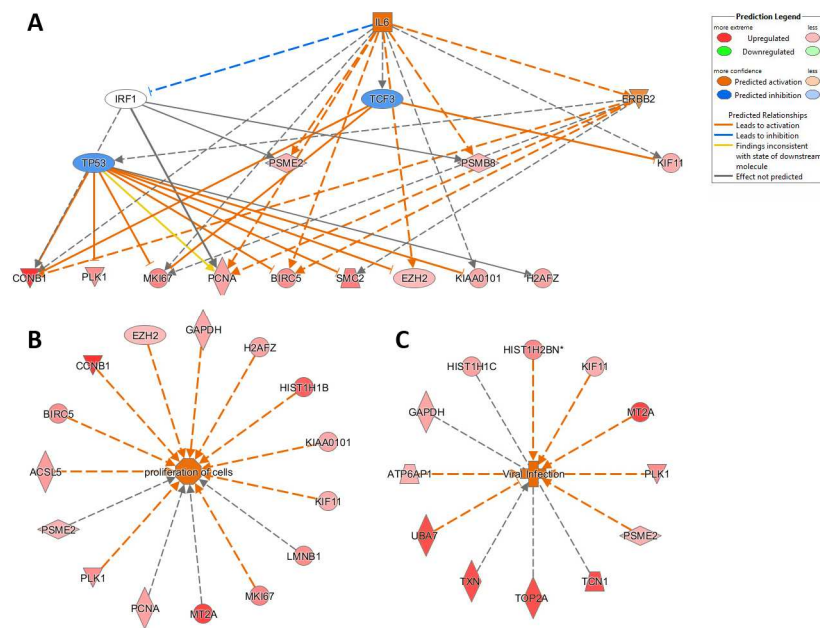 A
IL6
IRF1
TCF3
ERBB2
TP53
PSME2
PSMB8
KIF11
CCNB1
PLK1
MKI67
PCNA
BIRC5
SMC2
EZH2
KIAA0101
H2AFZ
Prediction Legend
more extreme less
Upregulated
Downregulated
more confidence less
Predicted activation
Predicted inhibition
Predicted Relationships
Leads to activation
Leads to inhibition
Findings inconsistent
with state of downstream
molecule
Effect not predicted
B
GAPDH
EZH2
H2AFZ
CCNB1
HIST1H1B
BIRC5
KIAA0101
ACSL5
proliferation of cells
KIF11
PSME2
LMNB1
PLK1
MKI67
PCNA
MT2A
C
HIST1H2BN*
HIST1H1C
KIF11
GAPDH
MT2A
ATP6AP1
Viral Infection
PLK1
UBA7
PSME2
TXN
TCN1
TOP2A